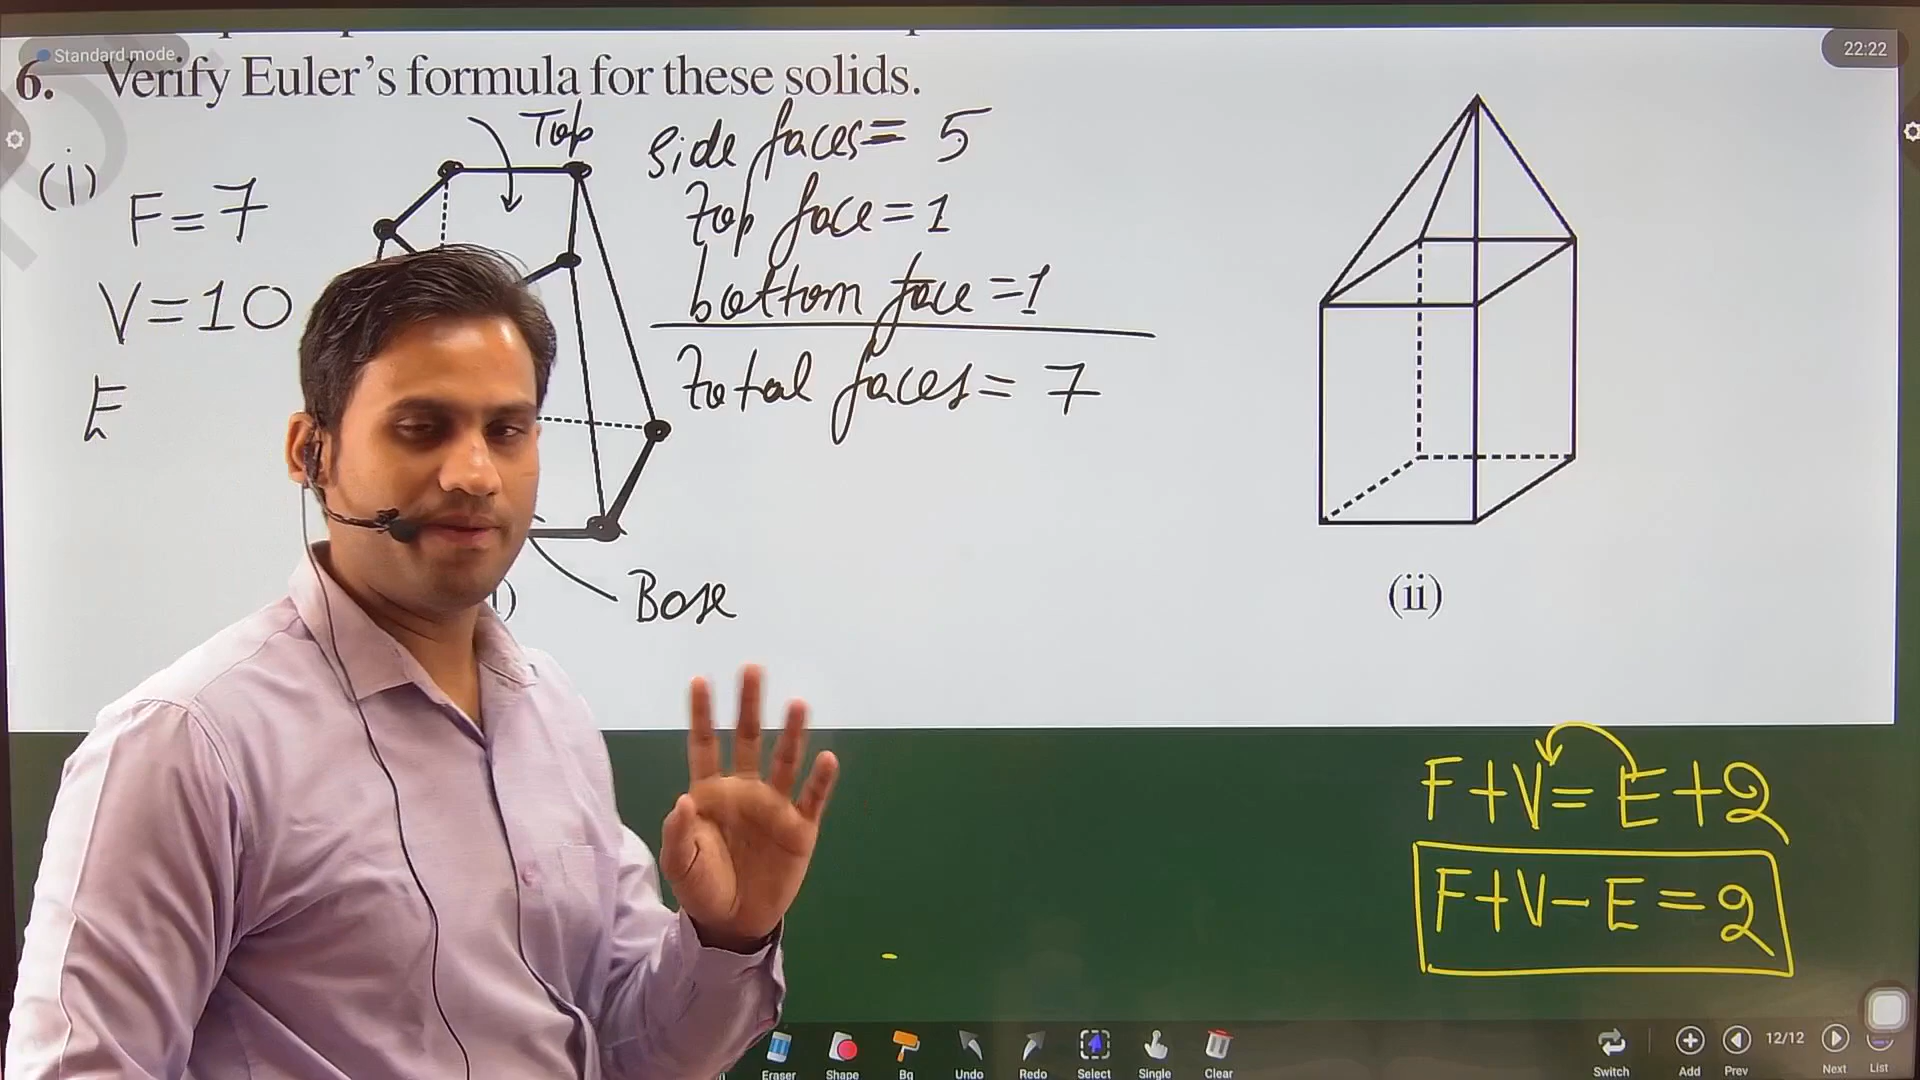 Standard mode
22:22
6. Verify Euler’s formula for these solids.
(i)
Top
F=7
V=10
E
side faces= 5
top face=1
bottom face=1
total faces= 7
Base
(ii)
F+V= E+2
F+V-E=2
Eraser
Shape
Bg
Undo
Redo
Select
Single
Clear
Switch
Add
Prev
12/12
Next
List